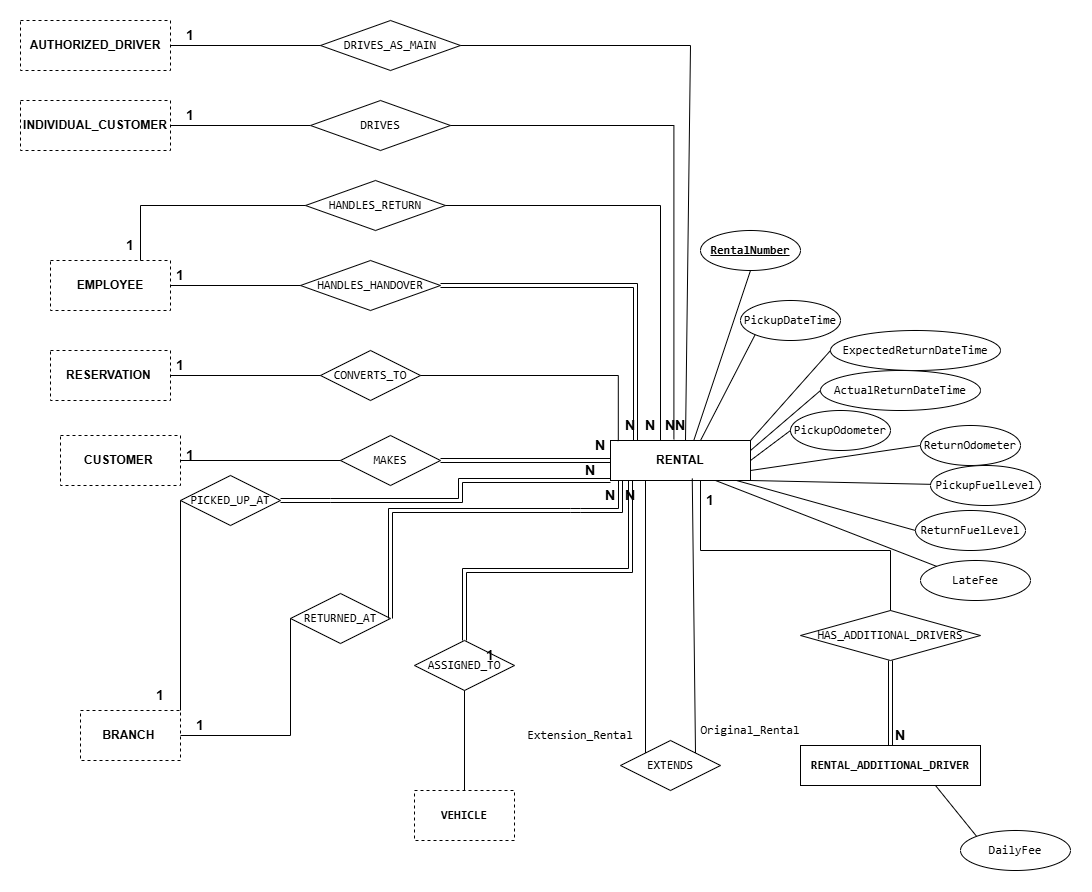 1
AUTHORIZED_DRIVER
DRIVES_AS_MAIN
1
INDIVIDUAL_CUSTOMER
DRIVES
HANDLES_RETURN
1
RentalNumber
1
EMPLOYEE
HANDLES_HANDOVER
PickupDateTime
ExpectedReturnDateTime
1
RESERVATION
CONVERTS_TO
ActualReturnDateTime
N
N
N
N
PickupOdometer
N
ReturnOdometer
1
CUSTOMER
MAKES
RENTAL
N
PickupFuelLevel
N
N
1
PICKED_UP_AT
ReturnFuelLevel
LateFee
RETURNED_AT
HAS_ADDITIONAL_DRIVERS
1
ASSIGNED_TO
1
1
BRANCH
Extension_Rental
Original_Rental
N
EXTENDS
RENTAL_ADDITIONAL_DRIVER
VEHICLE
DailyFee